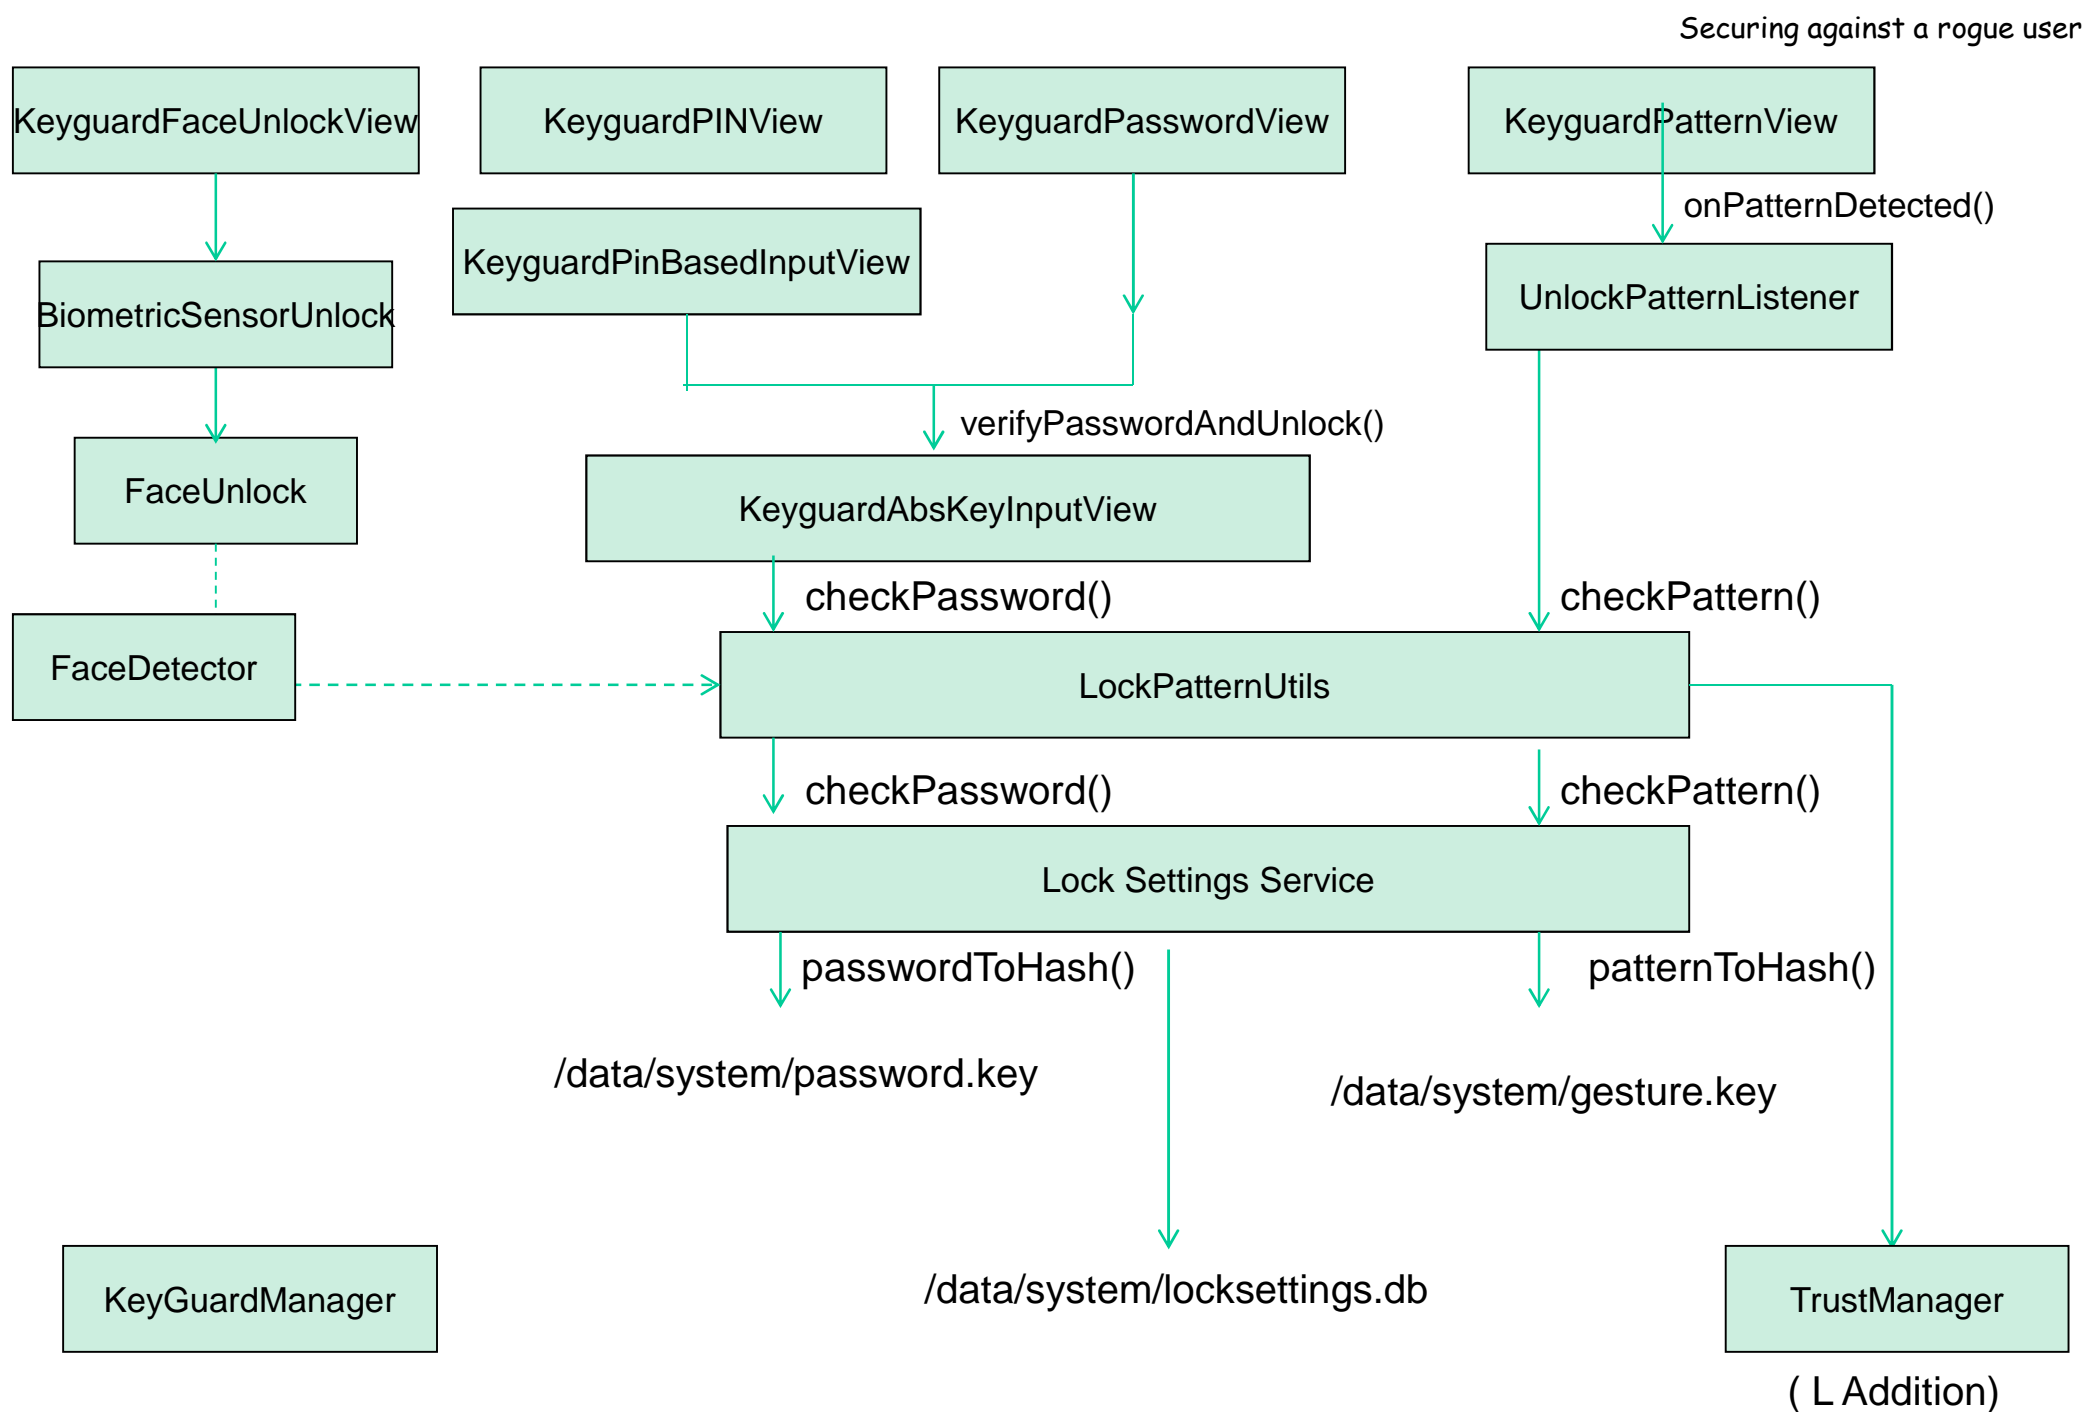 Securing against a rogue user
KeyguardFaceUnlockView
KeyguardPINView
KeyguardPasswordView
KeyguardPatternView
onPatternDetected()
KeyguardPinBasedInputView
BiometricSensorUnlock
UnlockPatternListener
verifyPasswordAndUnlock()
FaceUnlock
KeyguardAbsKeyInputView
checkPassword()
checkPattern()
FaceDetector
LockPatternUtils
checkPassword()
checkPattern()
Lock Settings Service
passwordToHash()
patternToHash()
/data/system/password.key
/data/system/gesture.key
/data/system/locksettings.db
KeyGuardManager
TrustManager
( L Addition)